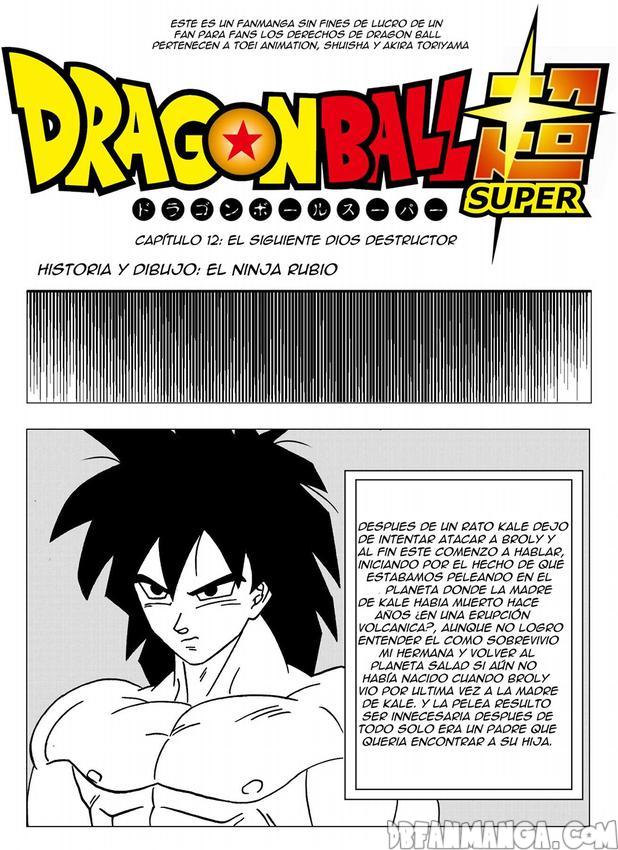 ESTE ES UN FANMANGA SIN FINES DE LUCRO DE UN
FAN PARA FANS LOS DERECHOS DE DRAGON BALL
PERTENECEN A TOEI ANIMATION, SHUISHA Y AKIRA TORIYAMA
DRAGON BALL 超
SUPER
ドラゴンボールスーパー
CAPÍTULO 12: EL SIGUIENTE DIOS DESTRUCTOR
HISTORIA Y DIBUJO: EL NINJA RUBIO
DESPUES DE UN RATO KALE DEJO
DE INTENTAR ATACAR A BROLY Y
AL FIN ESTE COMENZO A HABLAR,
INICIANDO POR EL HECHO DE QUE
ESTABAMOS PELEANDO EN EL
PLANETA DONDE LA MADRE
DE KALE HABIA MUERTO HACE
AÑOS ¿EN UNA ERUPCIÓN
VOLCANICA?, AUNQUE NO LOGRO
ENTENDER EL COMO SOBREVIVIO
MI HERMANA Y VOLVER AL
PLANETA SALAD SI AÚN NO
HABÍA NACIDO CUANDO BROLY
VIO POR ULTIMA VEZ A LA MADRE
DE KALE. Y LA PELEA RESULTO
SER INNECESARIA DESPUES DE
TODO SOLO ERA UN PADRE QUE
QUERIA ENCONTRAR A SU HIJA.
DBFANMANGA.COM